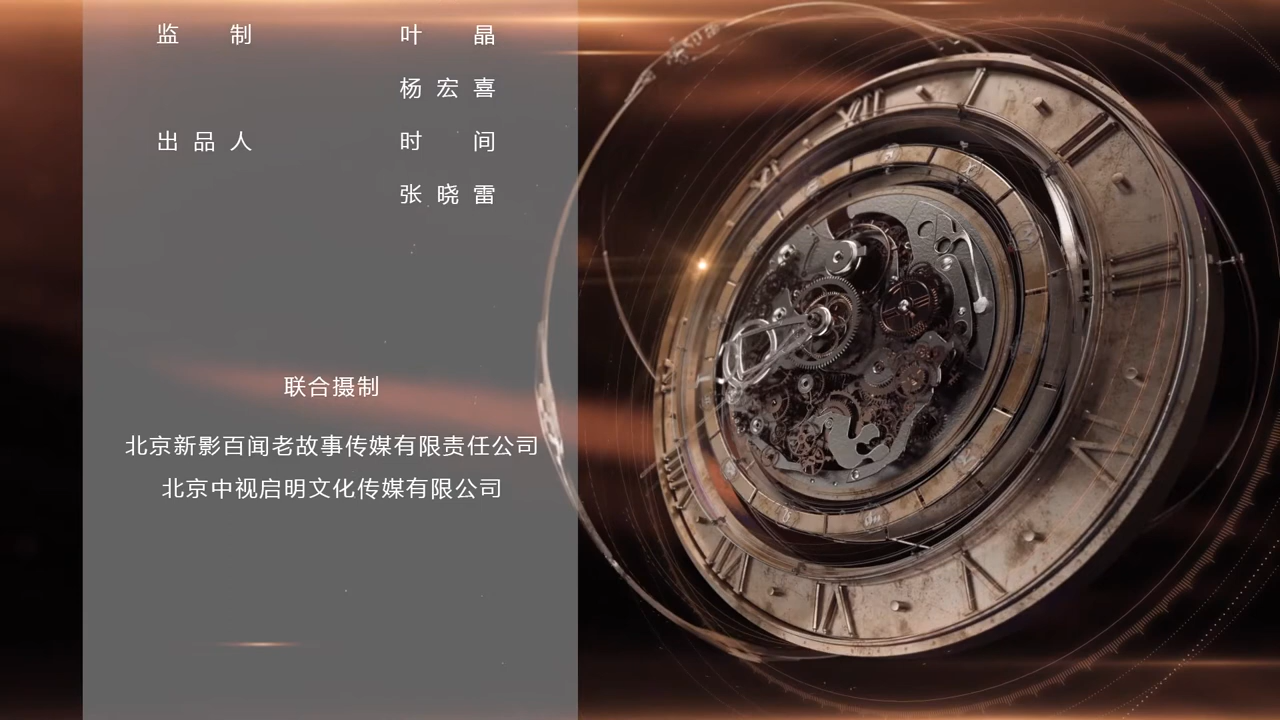 监 制 叶 晶
杨宏喜
出品人 时 间
张晓雷
联合摄制
北京新影百闻老故事传媒有限责任公司
北京中视启明文化传媒有限公司